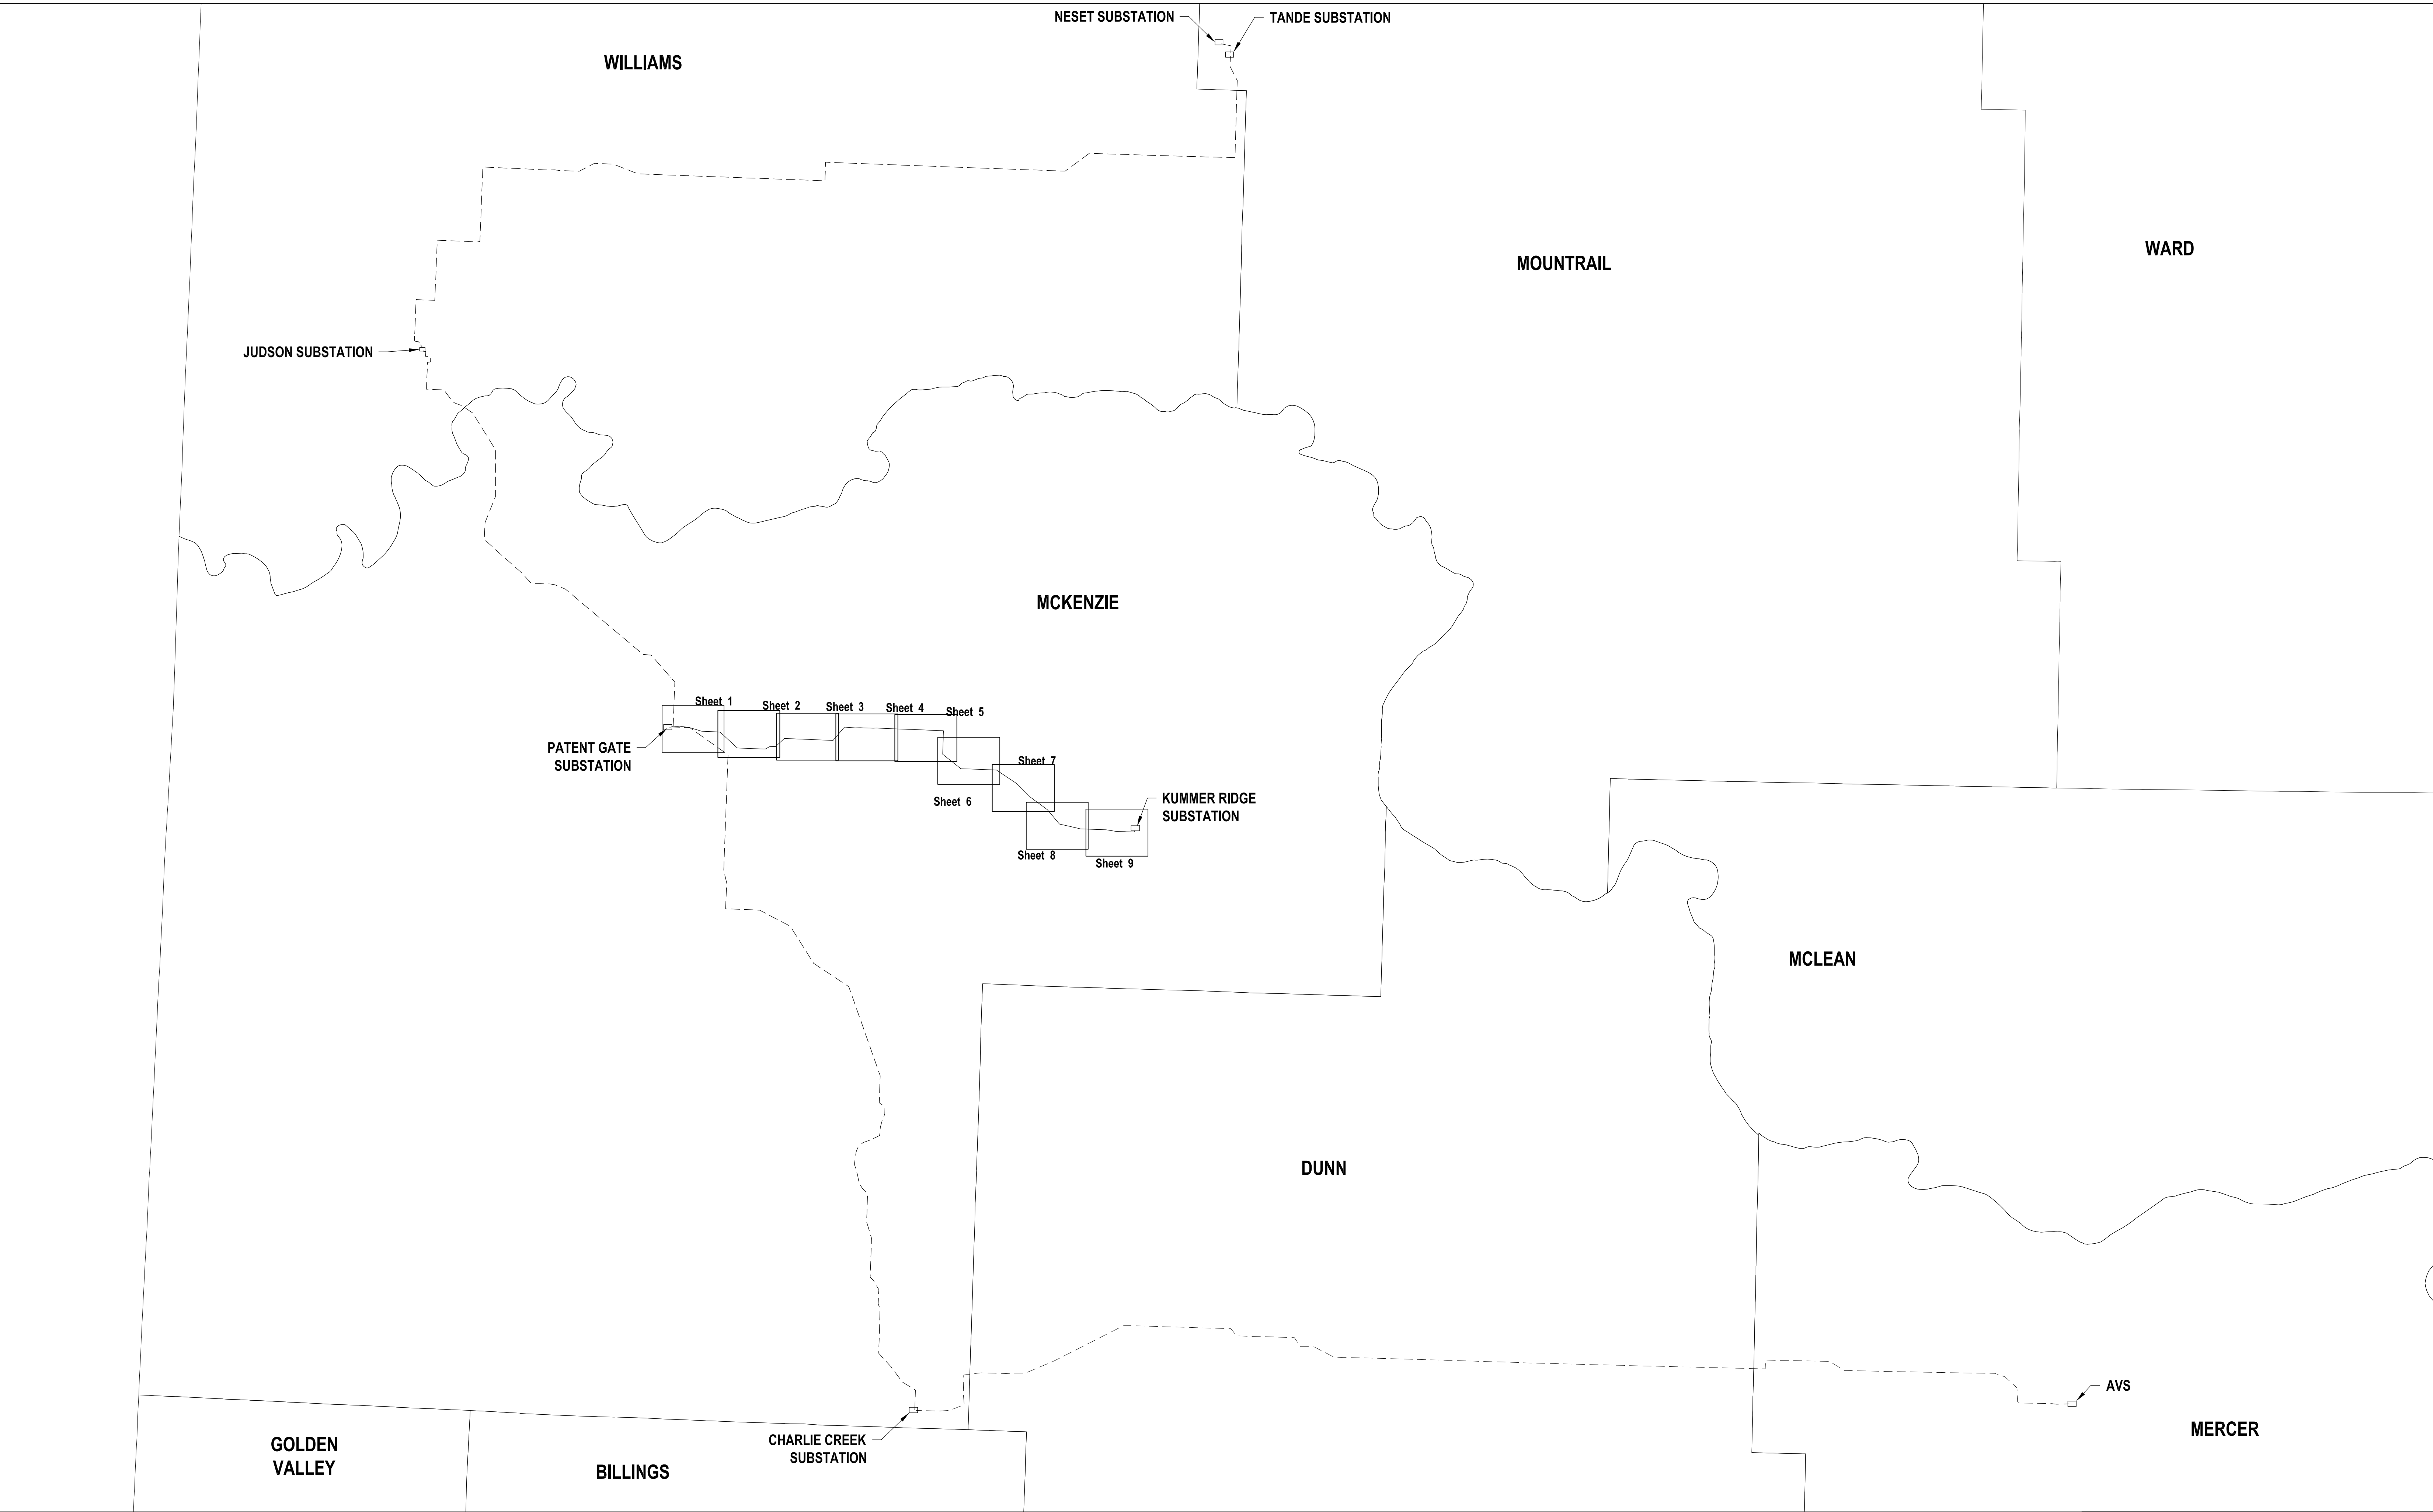 NESET SUBSTATION
TANDE SUBSTATION
WILLIAMS
WARD
MOUNTRAIL
JUDSON SUBSTATION
MCKENZIE
Sheet 1
Sheet 2
Sheet 3
Sheet 4
Sheet 5
PATENT GATE
SUBSTATION
Sheet 7
Sheet 6
KUMMER RIDGE
SUBSTATION
Sheet 8
Sheet 9
MCLEAN
DUNN
AVS
MERCER
CHARLIE CREEK
SUBSTATION
GOLDEN
VALLEY
BILLINGS